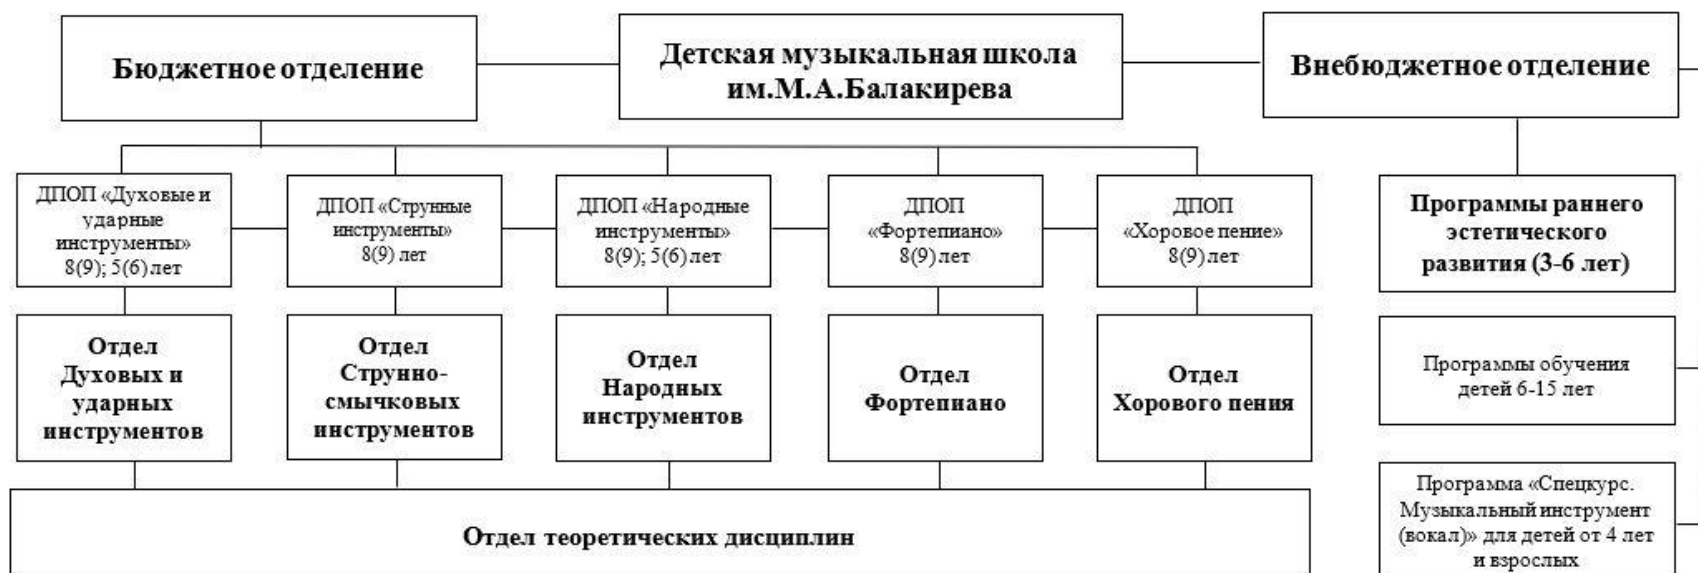 Бюджетное отделение
Детская музыкальная школа
им.М.А.Балакирева
Внебюджетное отделение
ДПОП «Духовые и
ударные
инструменты»
8(9); 5(6) лет
ДПОП «Струнные
инструменты»
8(9) лет
ДПОП «Народные
инструменты»
8(9); 5(6) лет
ДПОП
«Фортепиано»
8(9) лет
ДПОП
«Хоровое пение»
8(9) лет
Программы раннего
эстетического
развития (3-6 лет)
Отдел
Духовых и
ударных
инструментов
Отдел
Струнно-
смычковых
инструментов
Отдел
Народных
инструментов
Отдел
Фортепиано
Отдел
Хорового пения
Программы обучения
детей 6-15 лет
Отдел теоретических дисциплин
Программа «Спецкурс.
Музыкальный инструмент
(вокал)» для детей от 4 лет
и взрослых